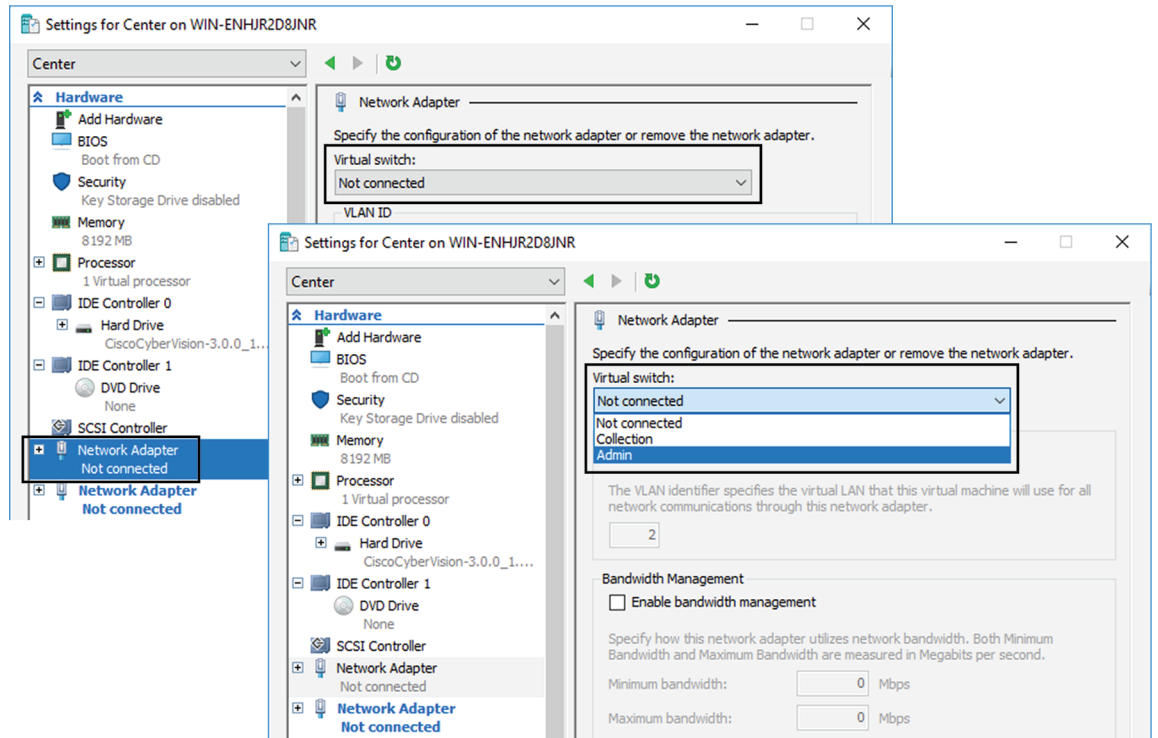 Settings for Center on WIN-ENHJR2D8JNR
Center
Hardware
Add Hardware
BIOS
Boot from CD
Security
Key Storage Drive disabled
Memory
8192 MB
Processor
1 Virtual processor
IDE Controller 0
Hard Drive
CiscoCyberVision-3.0.0_1...
IDE Controller 1
DVD Drive
None
SCSI Controller
Network Adapter
Not connected
Network Adapter
Not connected
Network Adapter
Specify the configuration of the network adapter or remove the network adapter.
Virtual switch:
Not connected
VLAN ID
Settings for Center on WIN-ENHJR2D8JNR
Center
Hardware
Add Hardware
BIOS
Boot from CD
Security
Key Storage Drive disabled
Memory
8192 MB
Processor
1 Virtual processor
IDE Controller 0
Hard Drive
CiscoCyberVision-3.0.0_1....
IDE Controller 1
DVD Drive
None
SCSI Controller
Network Adapter
Not connected
Network Adapter
Not connected
Network Adapter
Specify the configuration of the network adapter or remove the network adapter.
Virtual switch:
Not connected
Not connected
Collection
Admin
The VLAN identifier specifies the virtual LAN that this virtual machine will use for all
network communications through this network adapter.
2
Bandwidth Management
Enable bandwidth management
Specify how this network adapter utilizes network bandwidth. Both Minimum
Bandwidth and Maximum Bandwidth are measured in Megabits per second.
Minimum bandwidth: 0 Mbps
Maximum bandwidth: 0 Mbps